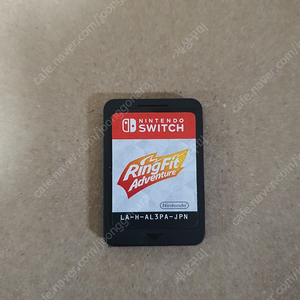 NINTENDO
SWITCH
RingFit
Adventure
Nintendo
LA-H-AL3PA-JPN